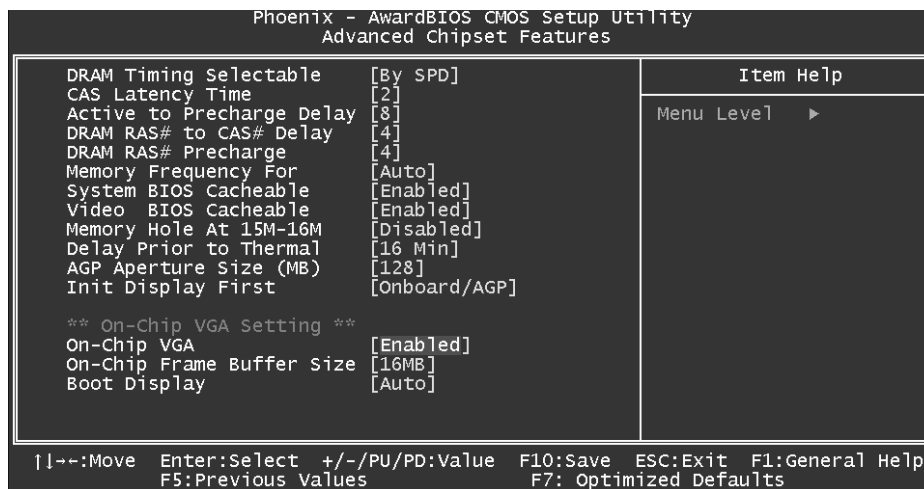 Phoenix - AwardBIOS CMOS Setup Utility
Advanced Chipset Features
DRAM Timing Selectable [By SPD]
CAS Latency Time [2]
Active to Precharge Delay [8]
DRAM RAS# to CAS# Delay [4]
DRAM RAS# Precharge [4]
Memory Frequency For [Auto]
System BIOS Cacheable [Enabled]
Video BIOS Cacheable [Enabled]
Memory Hole At 15M-16M [Disabled]
Delay Prior to Thermal [16 Min]
AGP Aperture Size (MB) [128]
Init Display First [Onboard/AGP]
** On-Chip VGA Setting **
On-Chip VGA [Enabled]
On-Chip Frame Buffer Size [16MB]
Boot Display [Auto]
Item Help
Menu Level ▶
↑↓→←:Move Enter:Select +/-/PU/PD:Value F10:Save ESC:Exit F1:General Help
F5:Previous Values F7: Optimized Defaults